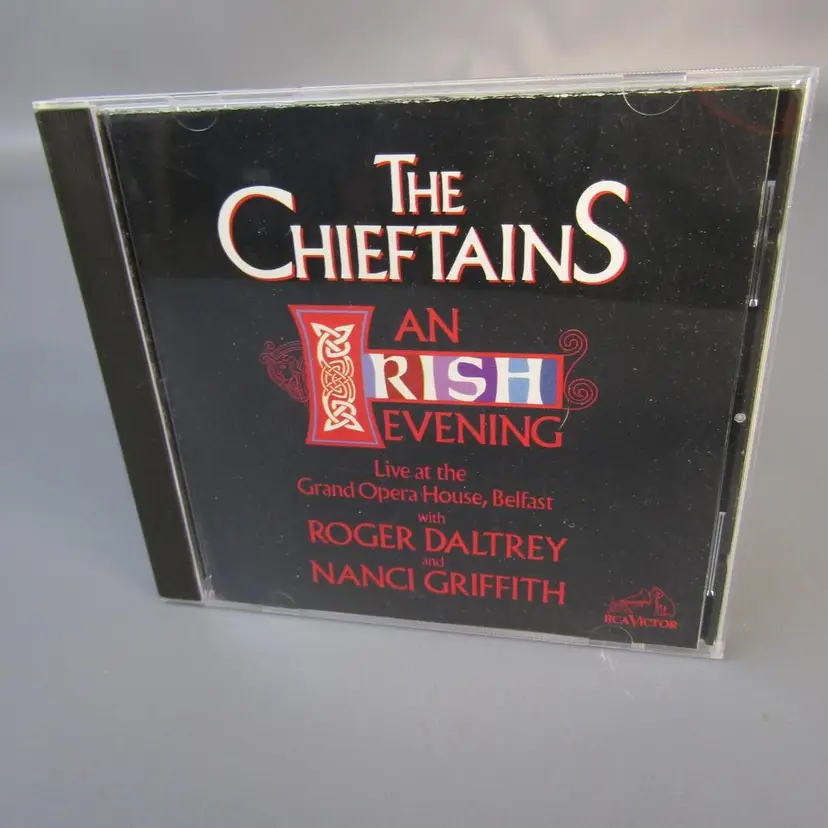 THE
CHIEFTAINS
AN
IRISH
EVENING
Live at the
Grand Opera House, Belfast
with
ROGER DALTREY
and
NANCI GRIFFITH
RCA VICTOR